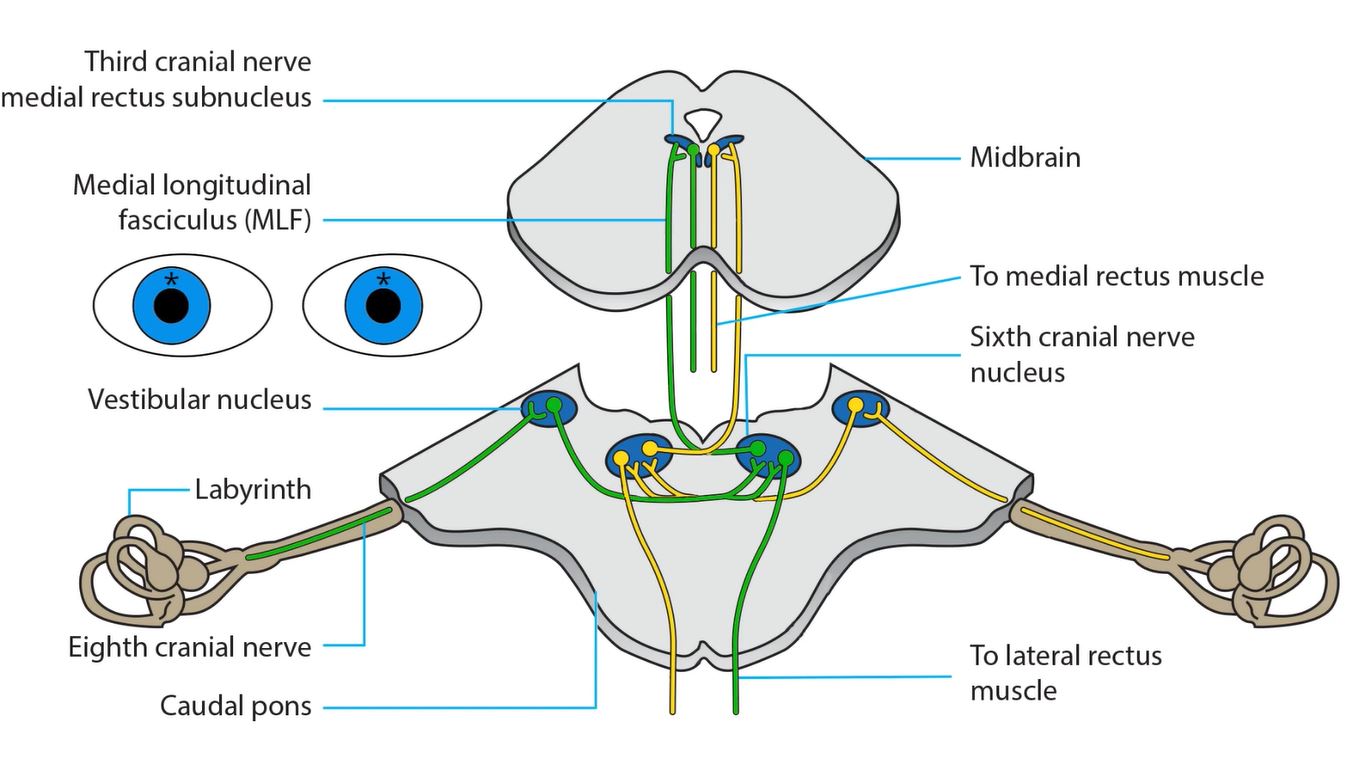 Third cranial nerve
medial rectus subnucleus
Medial longitudinal
fasciculus (MLF)
*
*
Vestibular nucleus
Labyrinth
Eighth cranial nerve
Caudal pons
Midbrain
To medial rectus muscle
Sixth cranial nerve
nucleus
To lateral rectus
muscle